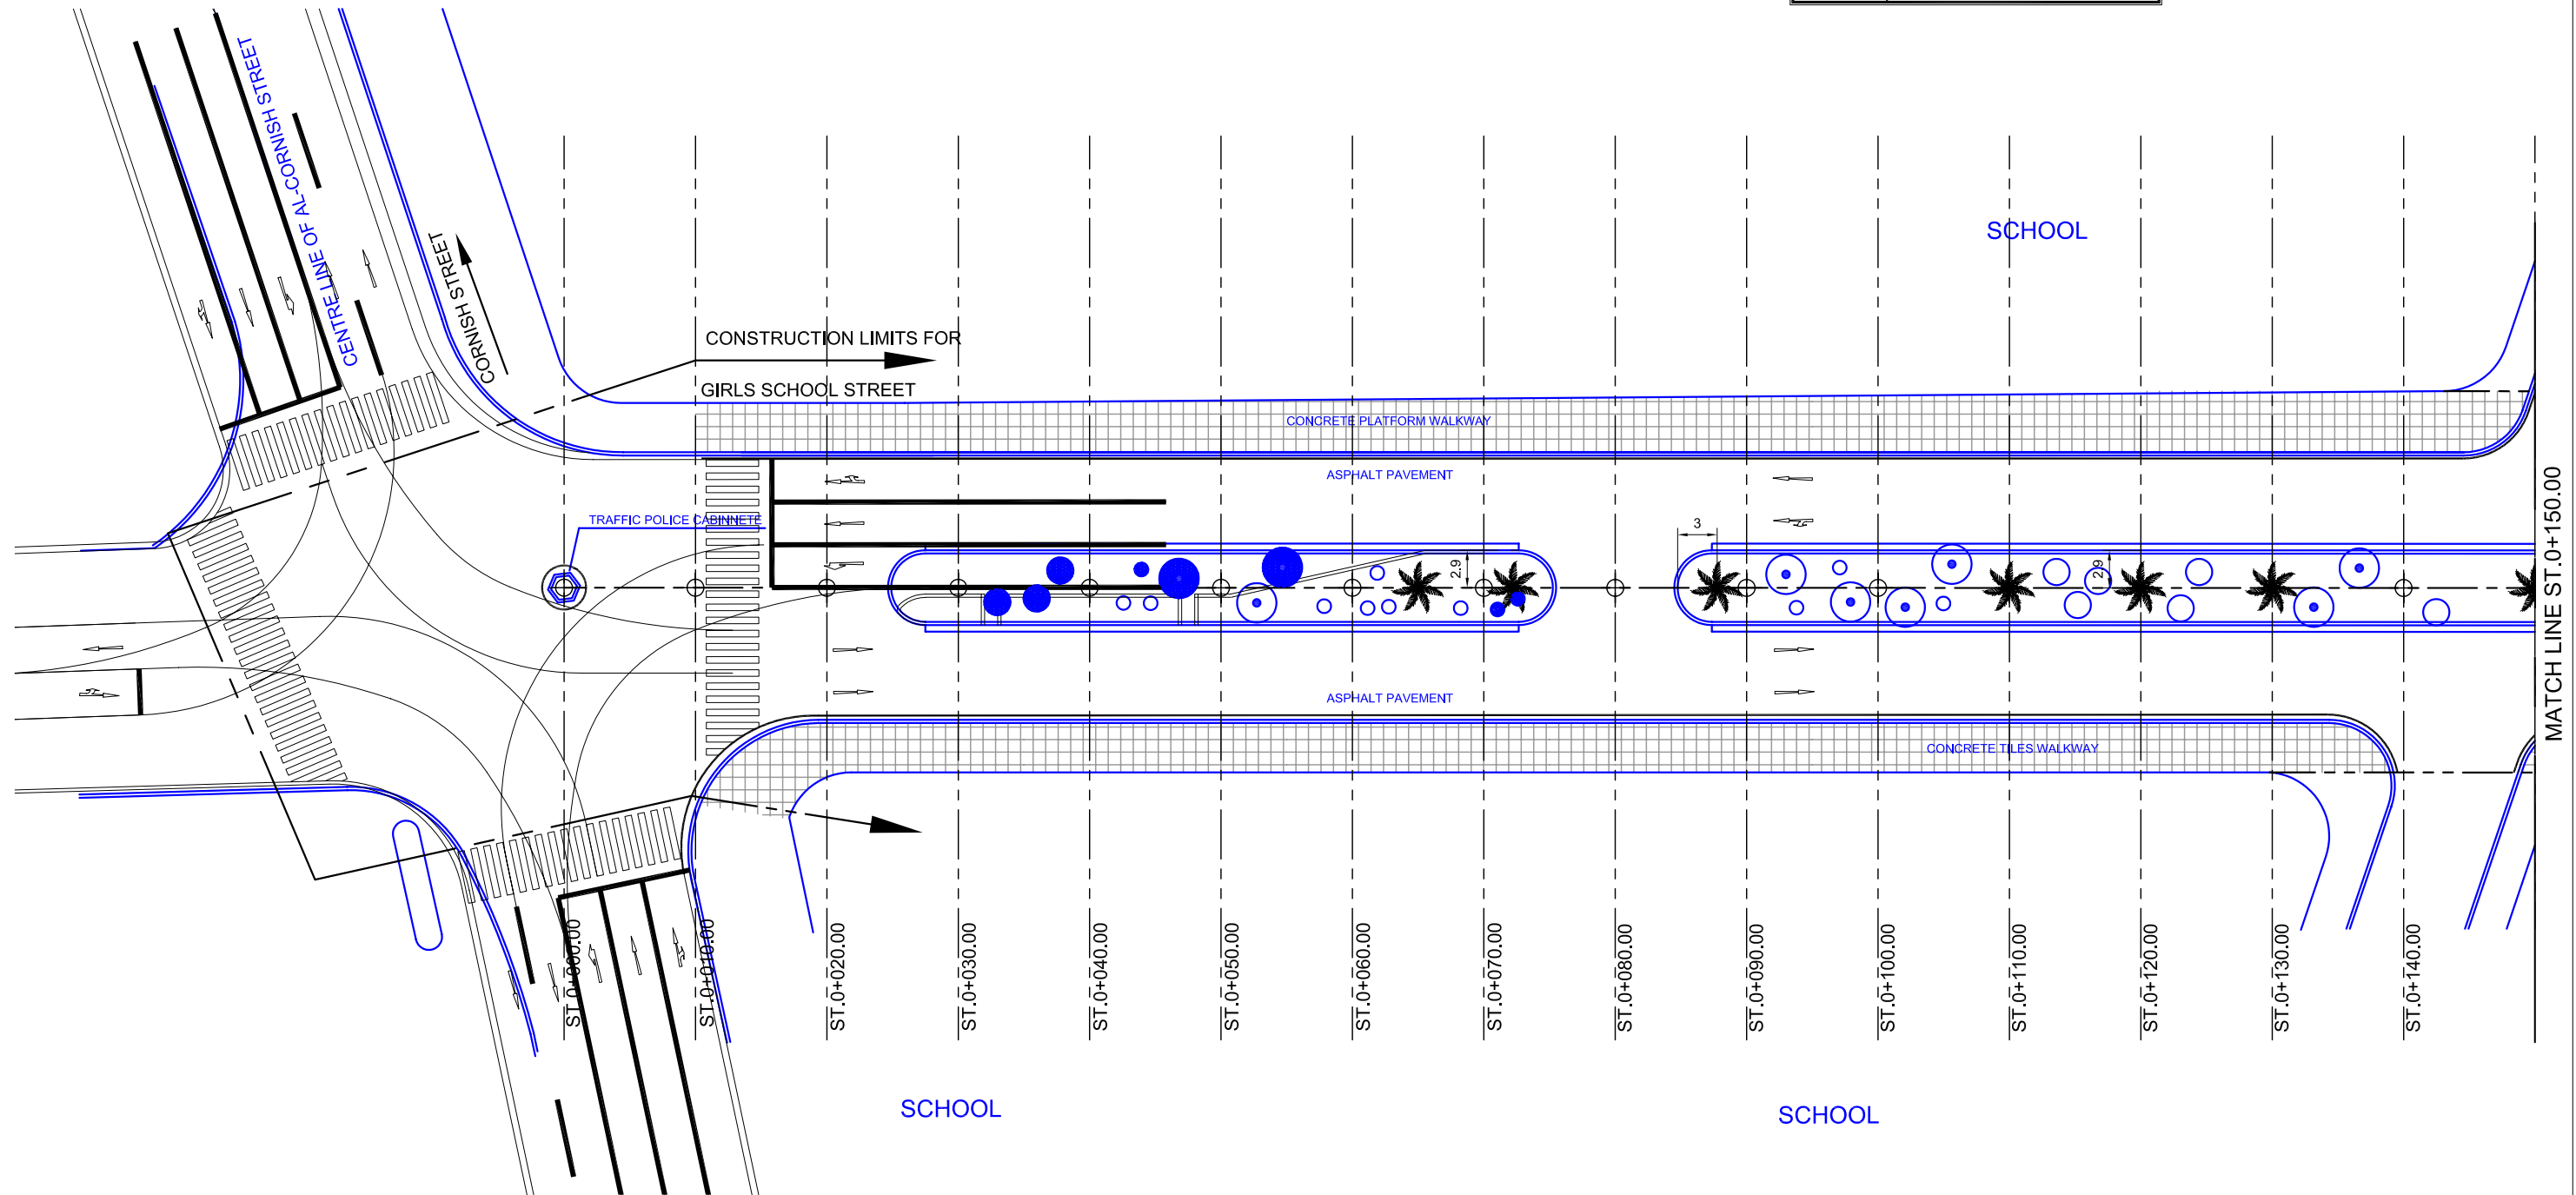 CENTRE LINE OF AL-CORNISH STREET
CORNISH STREET
SCHOOL
CONSTRUCTION LIMITS FOR
GIRLS SCHOOL STREET
CONCRETE PLATFORM WALKWAY
ASPHALT PAVEMENT
TRAFFIC POLICE CABINNETE
3
2.9
2.9
MATCH LINE ST.0+150.00
ASPHALT PAVEMENT
CONCRETE TILES WALKWAY
ST.0+000.00
ST.0+010.00
ST.0+020.00
ST.0+030.00
ST.0+040.00
ST.0+050.00
ST.0+060.00
ST.0+070.00
ST.0+080.00
ST.0+090.00
ST.0+100.00
ST.0+110.00
ST.0+120.00
ST.0+130.00
ST.0+140.00
SCHOOL
SCHOOL